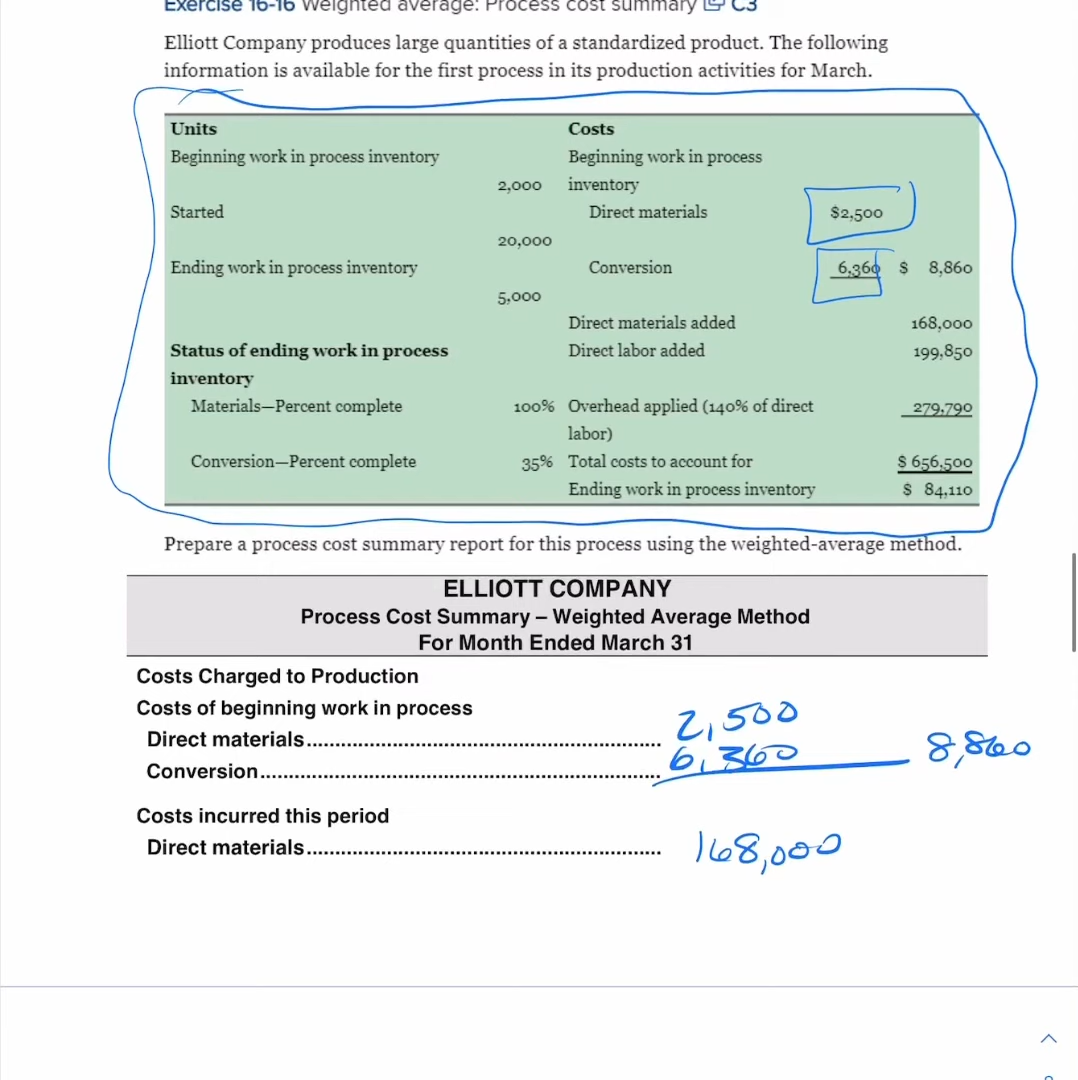 Exercise 16-16 Weighted average: Process cost summary C3
Elliott Company produces large quantities of a standardized product. The following
information is available for the first process in its production activities for March.
Units Costs
Beginning work in process inventory Beginning work in process
2,000 inventory
Started Direct materials $2,500
20,000
Ending work in process inventory Conversion 6,360 $ 8,860
5,000
Direct materials added 168,000
Status of ending work in process Direct labor added 199,850
inventory
Materials—Percent complete 100% Overhead applied (140% of direct 279,790
labor)
Conversion—Percent complete 35% Total costs to account for $ 656,500
Ending work in process inventory $ 84,110
Prepare a process cost summary report for this process using the weighted-average method.
ELLIOTT COMPANY
Process Cost Summary – Weighted Average Method
For Month Ended March 31
Costs Charged to Production
Costs of beginning work in process
Direct materials................................................................ 2,500
Conversion....................................................................... 6,360 8,860
Costs incurred this period
Direct materials................................................................ 168,000